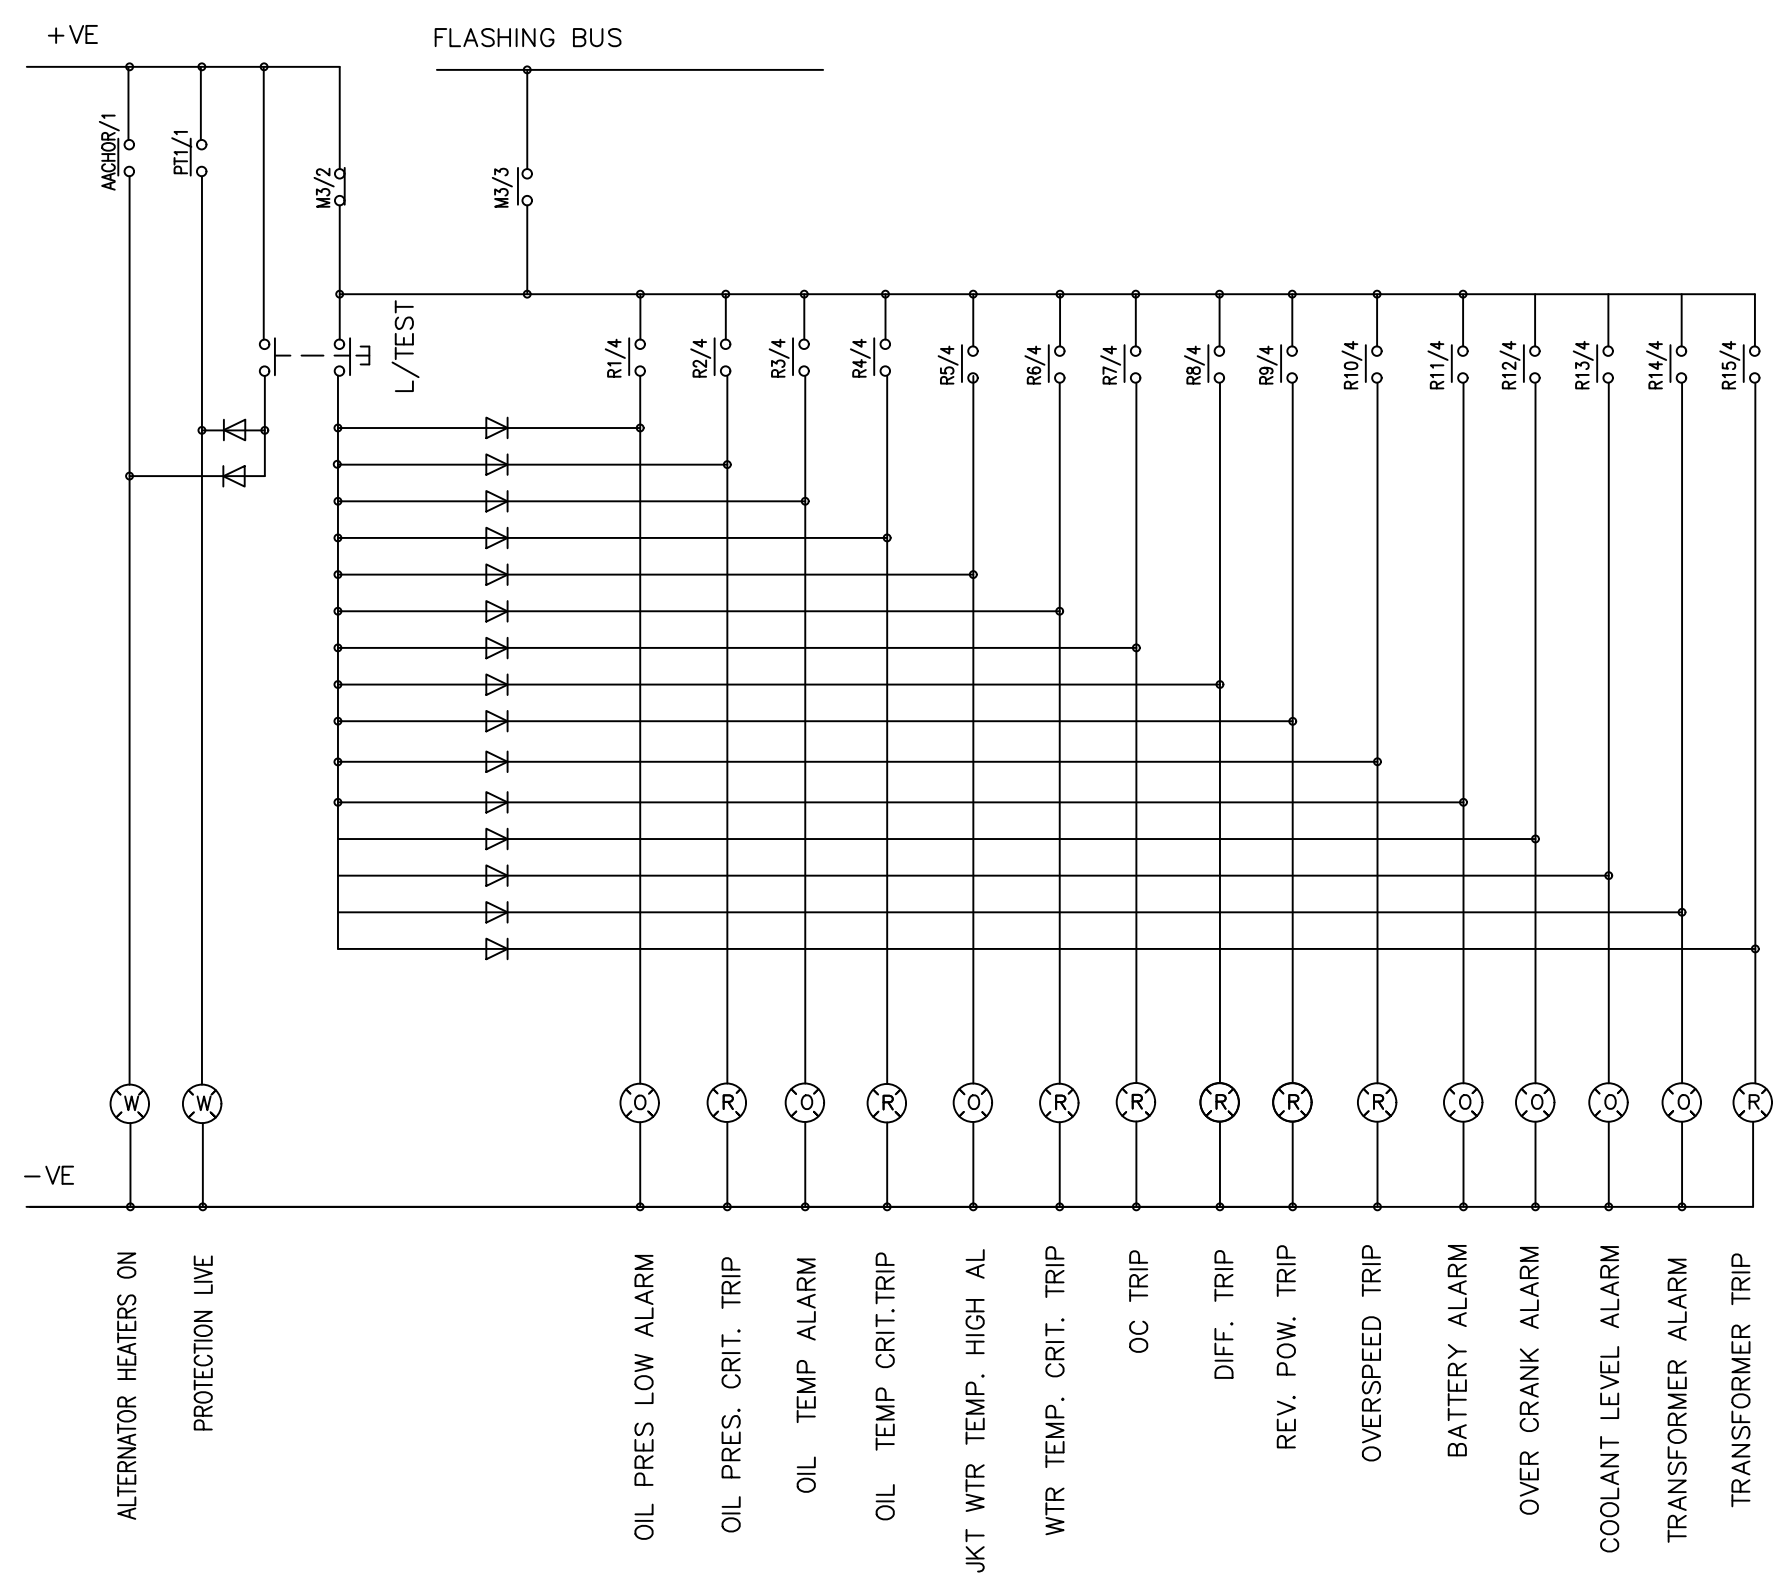 +VE
FLASHING BUS
AACHOR/1
PT1/1
M3/2
M3/3
L/TEST
R1/4
R2/4
R3/4
R4/4
R5/4
R6/4
R7/4
R8/4
R9/4
R10/4
R11/4
R12/4
R13/4
R14/4
R15/4
W
W
O
R
O
R
O
R
R
R
R
R
O
O
O
O
R
-VE
ALTERNATOR HEATERS ON
PROTECTION LIVE
OIL PRES LOW ALARM
OIL PRES. CRIT. TRIP
OIL TEMP ALARM
OIL TEMP CRIT.TRIP
JKT WTR TEMP. HIGH AL
WTR TEMP. CRIT. TRIP
OC TRIP
DIFF. TRIP
REV. POW. TRIP
OVERSPEED TRIP
BATTERY ALARM
OVER CRANK ALARM
COOLANT LEVEL ALARM
TRANSFORMER ALARM
TRANSFORMER TRIP